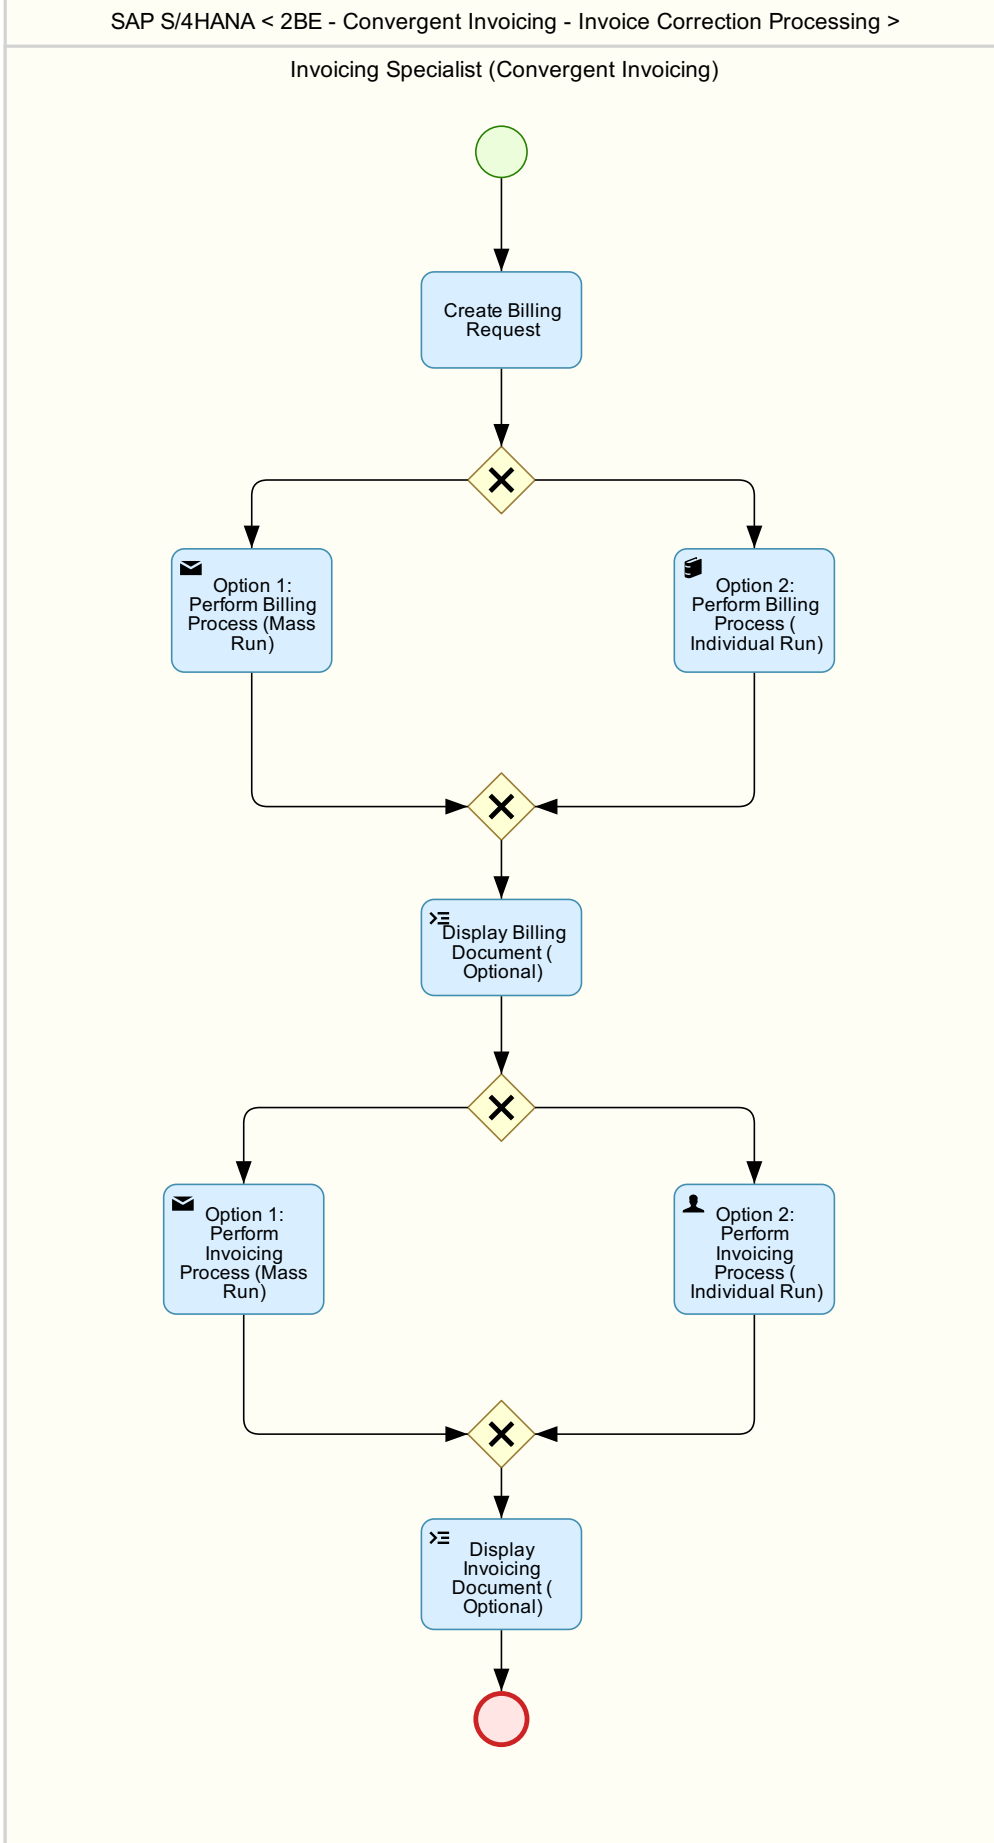 SAP S/4HANA < 2BE - Convergent Invoicing - Invoice Correction Processing >
Invoicing Specialist (Convergent Invoicing)
Create Billing
Request
Option 1:
Perform Billing
Process (Mass
Run)
Option 2:
Perform Billing
Process (
Individual Run)
Display Billing
Document (
Optional)
Option 1:
Perform
Invoicing
Process (Mass
Run)
Option 2:
Perform
Invoicing
Process (
Individual Run)
Display
Invoicing
Document (
Optional)